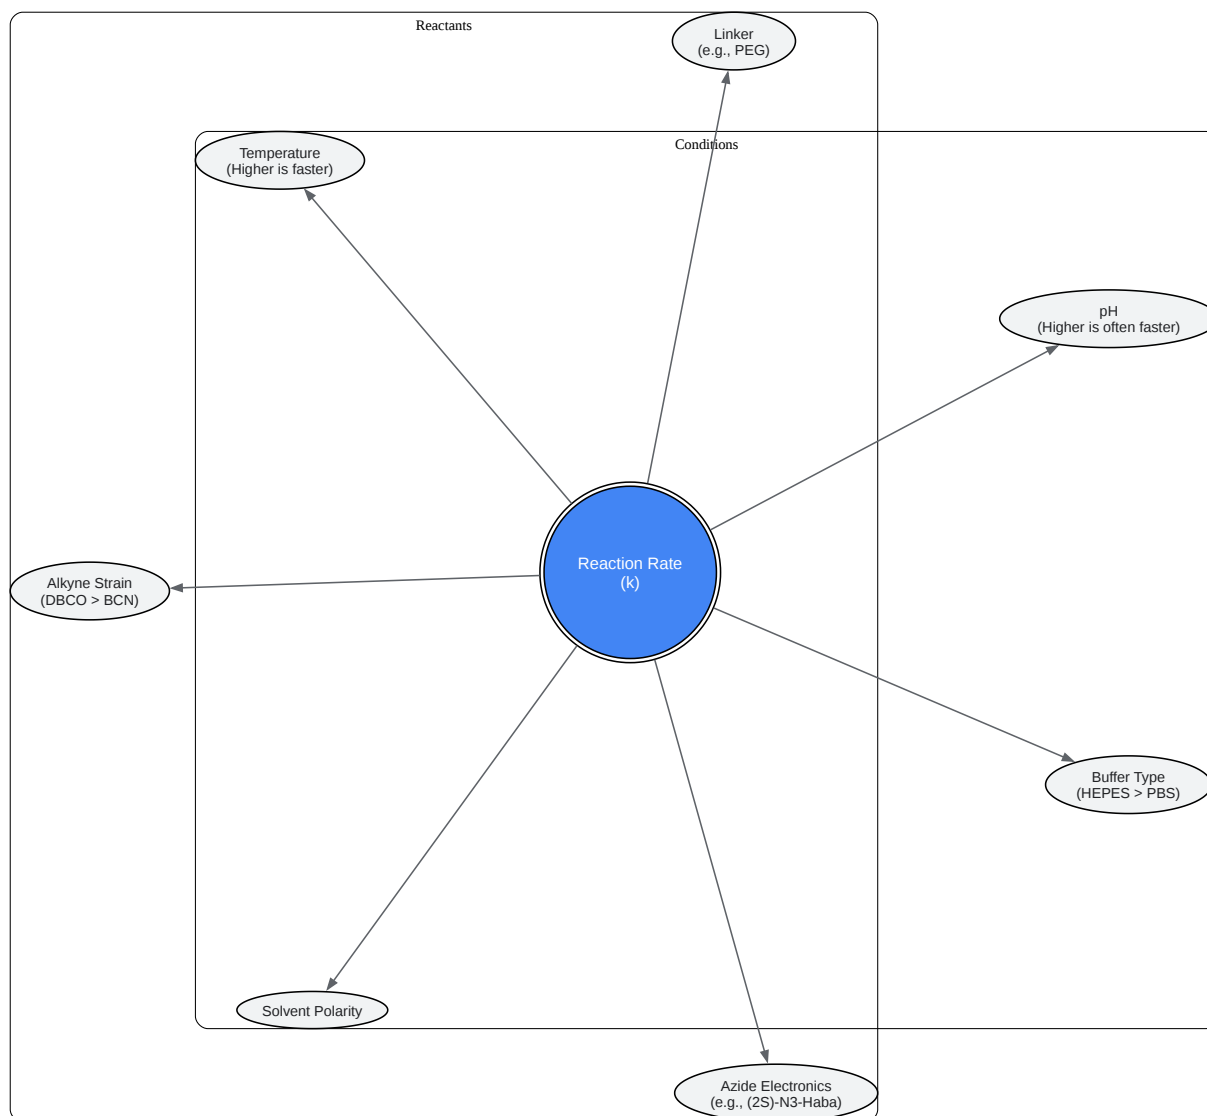 Reactants
Linker
(e.g., PEG)
Conditions
Temperature
(Higher is faster)
pH
(Higher is often faster)
Reaction Rate
(k)
Alkyne Strain
(DBCO > BCN)
Buffer Type
(HEPES > PBS)
Solvent Polarity
Azide Electronics
(e.g., (2S)-N3-Haba)